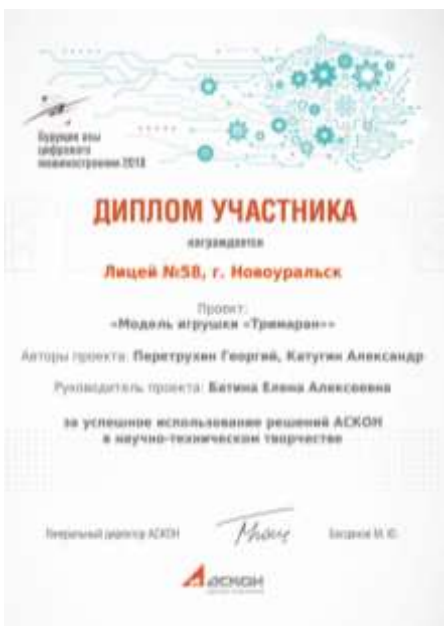 Будущие асы
цифрового
машиностроения 2018
ДИПЛОМ УЧАСТНИКА
награждается
Лицей №58, г. Новоуральск
Проект:
«Модель игрушки «Тримаран»»
Авторы проекта: Перетрухин Георгий, Катугин Александр
Руководитель проекта: Батина Елена Алексеевна
за успешное использование решений АСКОН
в научно-техническом творчестве
Генеральный директор АСКОН Богданов М. Ю.
АСКОН